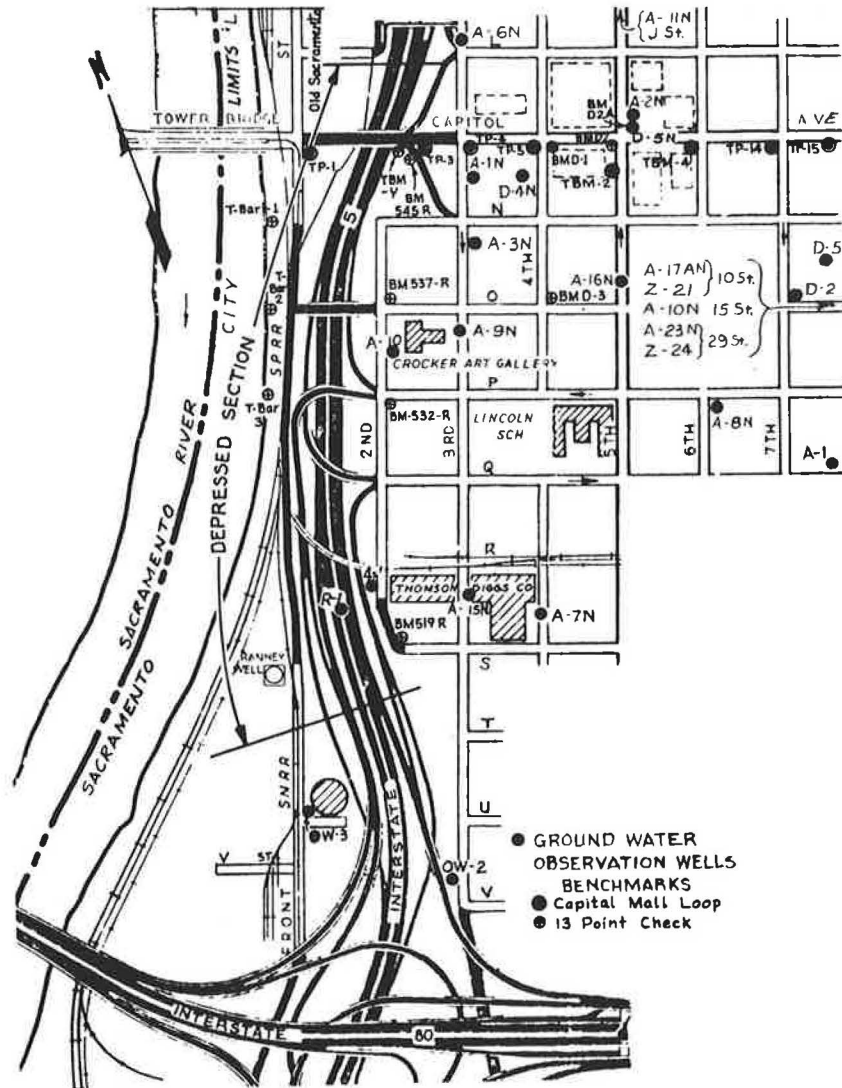 ST
LIMITS
Old Sacramento
A-6N
L
A-11N
J St.
N
TOWER BRIDGE
CAPITOL
AVE
BM
D2A
A-2N
D-5N
TP-1
TBM
-Y
BM
545 R
TP-3
TP-4
A-1N
TP-5
D-4N
BMD-1
TBM-2
TBM-4
TP-14
TP-15
N
T-Bar-1
5
A-3N
4TH
D-5
T-
Bar
2
BM 537-R
O
BM D-3
A-16N
A-17AN
Z-21
10 St.
A-10N 15 St.
A-23N
Z-24
29 St.
D-2
CITY
SPRR
A-10
A-9N
CROCKER ART GALLERY
P
T-Bar
3
BM-532-R
LINCOLN
SCH
A-8N
2ND
3RD
5TH
6TH
7TH
A-1
Q
DEPRESSED SECTION
SACRAMENTO RIVER
SACRAMENTO
R
THOMSON DIGGS CO
R-1
A-15N
A-7N
BM519R
RANNEY
WELL
S
T
FRONT
SNRR
U
OW-3
V ST
INTERSTATE
OW-2
V
GROUND WATER
OBSERVATION WELLS
BENCHMARKS
Capital Mall Loop
13 Point Check
INTERSTATE
80